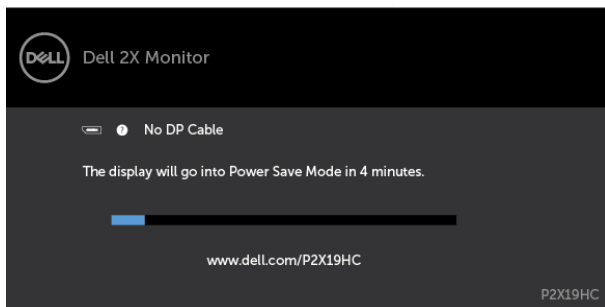 DELL
Dell 2X Monitor
? No DP Cable
The display will go into Power Save Mode in 4 minutes.
www.dell.com/P2X19HC
P2X19HC